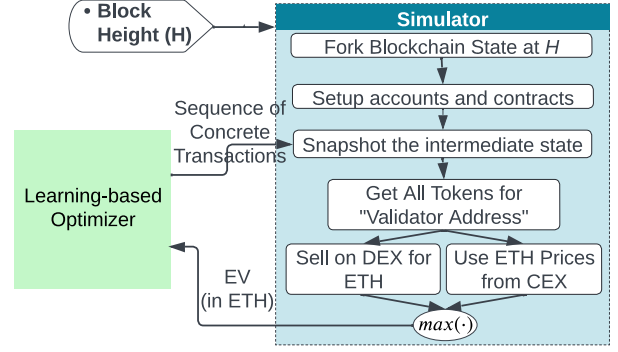 • Block
Height (H)
Simulator
Fork Blockchain State at H
Setup accounts and contracts
Sequence of
Concrete
Transactions
Snapshot the intermediate state
Learning-based
Optimizer
Get All Tokens for
"Validator Address"
Sell on DEX for
ETH
Use ETH Prices
from CEX
EV
(in ETH)
max(·)